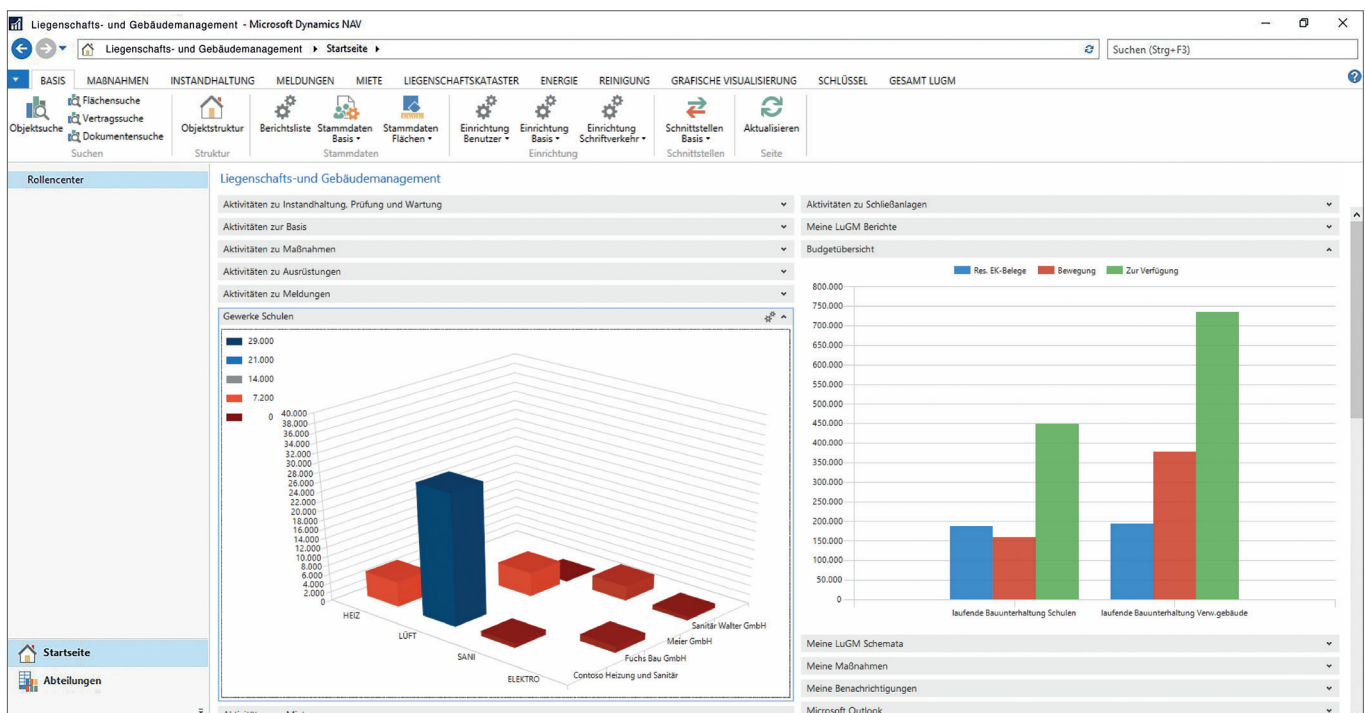 Liegenschafts- und Gebäudemanagement - Microsoft Dynamics NAV
Liegenschafts- und Gebäudemanagement Startseite
Suchen (Strg+F3)
BASIS MAßNAHMEN INSTANDHALTUNG MELDUNGEN MIETE LIEGENSCHAFTSKATASTER ENERGIE REINIGUNG GRAFISCHE VISUALISIERUNG SCHLÜSSEL GESAMT LUGM
Objektsuche
Flächensuche
Vertragssuche
Dokumentensuche
Suchen
Objektstruktur
Struktur
Berichtsliste
Stammdaten
Basis
Stammdaten
Flächen
Stammdaten
Einrichtung
Benutzer
Einrichtung
Basis
Einrichtung
Schriftverkehr
Einrichtung
Schnittstellen
Basis
Schnittstellen
Aktualisieren
Seite
Rollencenter
Startseite
Abteilungen
Liegenschafts-und Gebäudemanagement
Aktivitäten zu Instandhaltung, Prüfung und Wartung
Aktivitäten zur Basis
Aktivitäten zu Maßnahmen
Aktivitäten zu Ausrüstungen
Aktivitäten zu Meldungen
Gewerke Schulen
29.000
21.000
14.000
7.200
0
40.000
38.000
36.000
34.000
32.000
30.000
28.000
26.000
24.000
22.000
20.000
18.000
16.000
14.000
12.000
10.000
8.000
6.000
4.000
2.000
0
HEIZ
LÜFT
SANI
ELEKTRO
Sanitär Walter GmbH
Meier GmbH
Fuchs Bau GmbH
Contoso Heizung und Sanitär
Aktivitäten zu Schließanlagen
Meine LuGM Berichte
Budgetübersicht
Res. EK-Belege Bewegung Zur Verfügung
800.000
750.000
700.000
650.000
600.000
550.000
500.000
450.000
400.000
350.000
300.000
250.000
200.000
150.000
100.000
50.000
0
laufende Bauunterhaltung Schulen laufende Bauunterhaltung Verw.gebäude
Meine LuGM Schemata
Meine Maßnahmen
Meine Benachrichtigungen
Microsoft Outlook